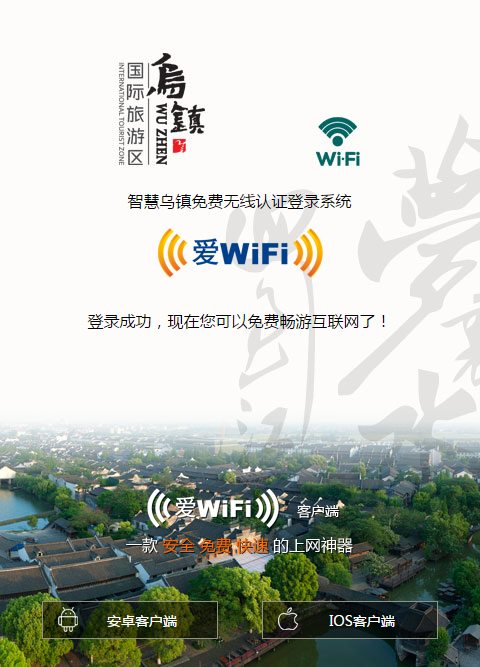 国际旅游区
INTERNATIONAL TOURIST ZONE
乌镇
WU ZHEN
Wi-Fi
智慧乌镇免费无线认证登录系统
爱WiFi
登录成功，现在您可以免费畅游互联网了！
爱WiFi 客户端
一款 安全 免费 快速 的上网神器
安卓客户端
IOS客户端